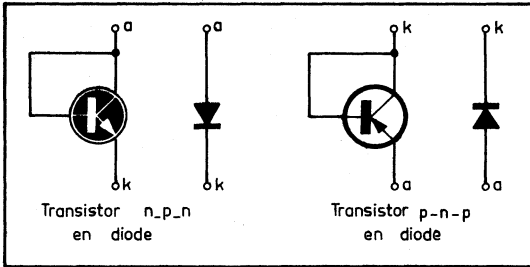 a a k k
k k a a
Transistor n_p_n
en diode
Transistor p-n-p
en diode